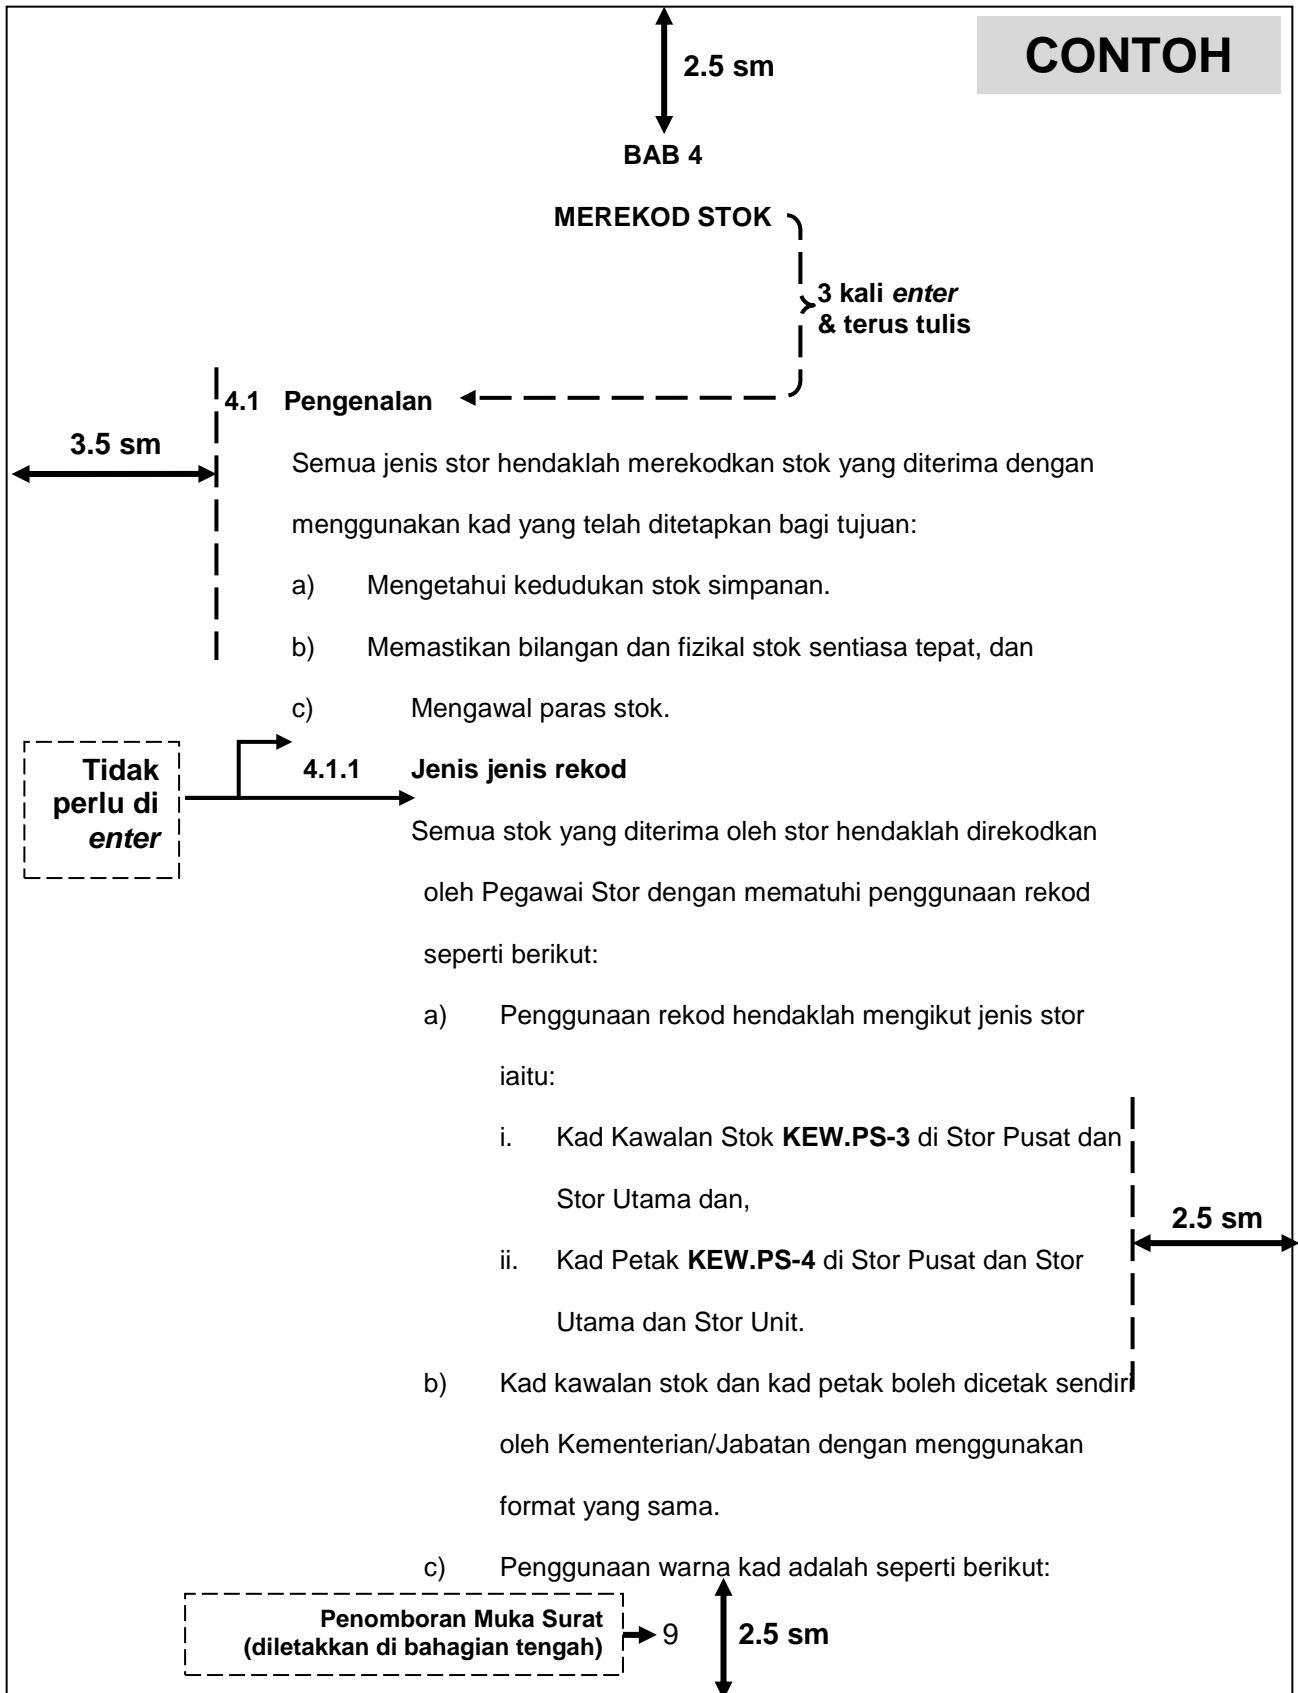 CONTOH
2.5 sm
BAB 4
MEREKOD STOK
3 kali enter
& terus tulis
4.1 Pengenalan
3.5 sm
Semua jenis stor hendaklah merekodkan stok yang diterima dengan
menggunakan kad yang telah ditetapkan bagi tujuan:
a) Mengetahui kedudukan stok simpanan.
b) Memastikan bilangan dan fizikal stok sentiasa tepat, dan
c) Mengawal paras stok.
Tidak
perlu di
enter
4.1.1 Jenis jenis rekod
Semua stok yang diterima oleh stor hendaklah direkodkan
oleh Pegawai Stor dengan mematuhi penggunaan rekod
seperti berikut:
a) Penggunaan rekod hendaklah mengikut jenis stor
iaitu:
i. Kad Kawalan Stok KEW.PS-3 di Stor Pusat dan
Stor Utama dan,
2.5 sm
ii. Kad Petak KEW.PS-4 di Stor Pusat dan Stor
Utama dan Stor Unit.
b) Kad kawalan stok dan kad petak boleh dicetak sendiri
oleh Kementerian/Jabatan dengan menggunakan
format yang sama.
c) Penggunaan warna kad adalah seperti berikut:
Penomboran Muka Surat
(diletakkan di bahagian tengah)
9
2.5 sm